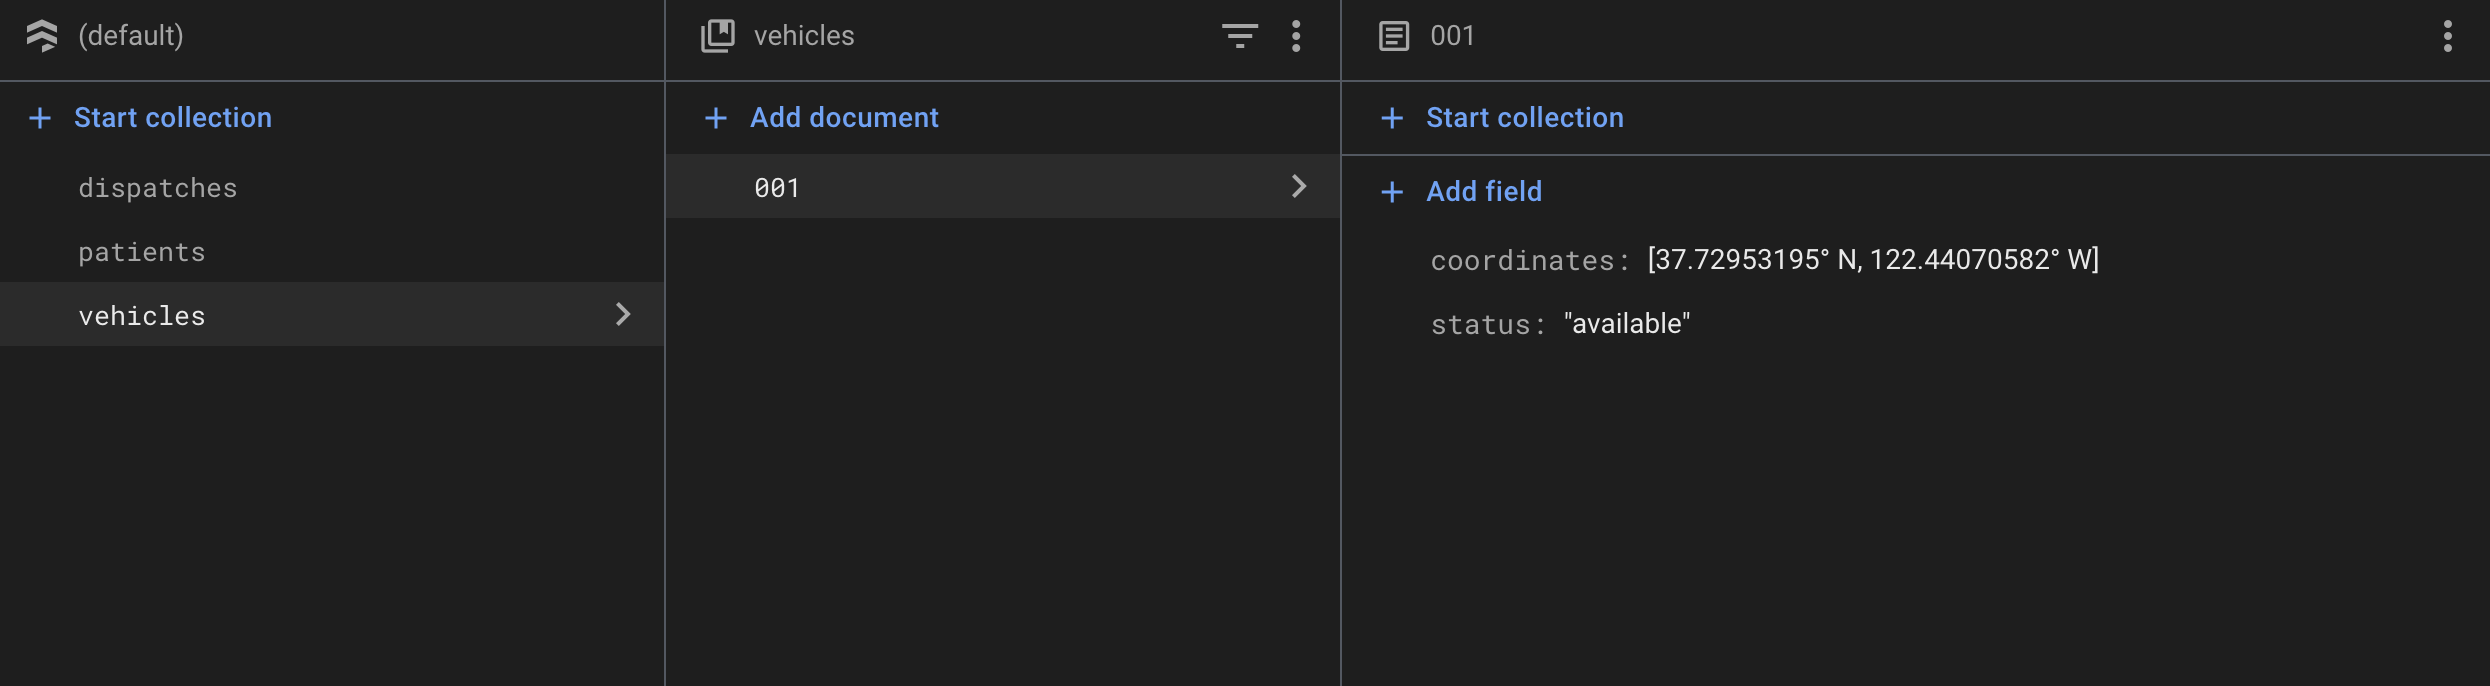 (default)
Start collection
dispatches
patients
vehicles
vehicles
Add document
001
001
Start collection
Add field
coordinates: [37.72953195° N, 122.44070582° W]
status: "available"